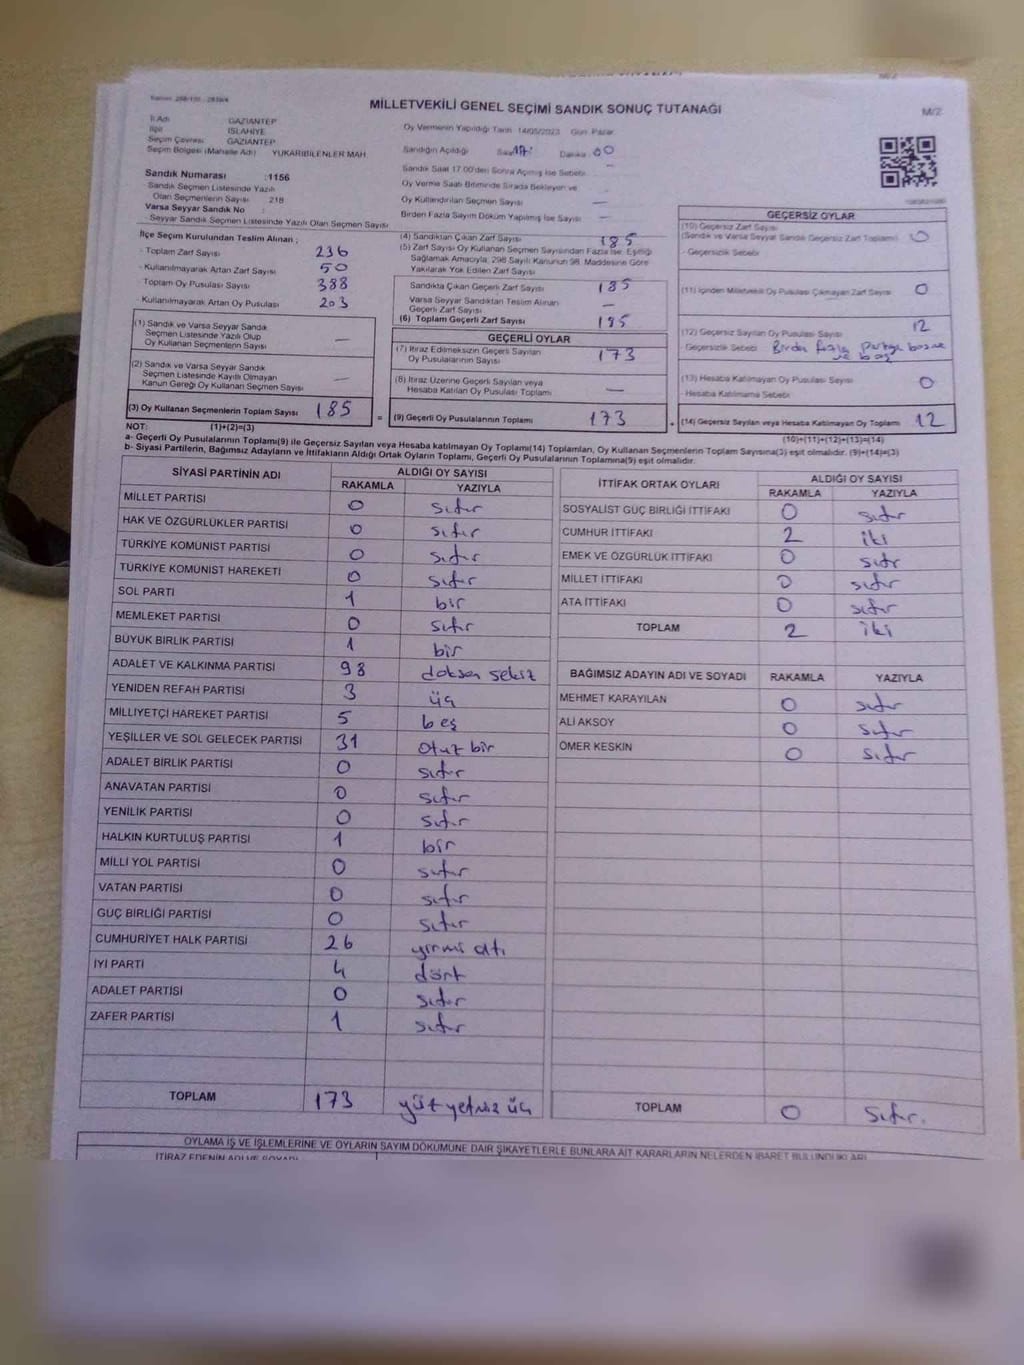 MİLLETVEKİLİ GENEL SEÇİMİ SANDIK SONUÇ TUTANAĞI
M/2
İl Adı : GAZİANTEP
İlçe : İSLAHİYE
Seçim Çevresi : GAZİANTEP
Seçim Bölgesi (Mahalle Adı) : YUKARIBİLENLER MAH
Oy Vermenin Yapıldığı Tarih : 14/05/2023 Gün : Pazar
Sandığın Açıldığı Saat Dakika : 00
Sandık Saat 17.00'den Sonra Açılmış İse Sebebi : —
Oy Verme Saati Bitiminde Sırada Bekleyen ve
Oy Kullandırılan Seçmen Sayısı : —
Birden Fazla Sayım Döküm Yapılmış İse Sayısı : —
Sandık Numarası : 1156
Sandık Seçmen Listesinde Yazılı
Olan Seçmenlerin Sayısı : 218
Varsa Seyyar Sandık No :
- Seyyar Sandık Seçmen Listesinde Yazılı Olan Seçmen Sayısı
İlçe Seçim Kurulundan Teslim Alınan ;
- Toplam Zarf Sayısı 236
- Kullanılmayarak Artan Zarf Sayısı 50
- Toplam Oy Pusulası Sayısı 388
- Kullanılmayarak Artan Oy Pusulası 203
(1) Sandık ve Varsa Seyyar Sandık
Seçmen Listesinde Yazılı Olup
Oy Kullanan Seçmenlerin Sayısı —
(2) Sandık ve Varsa Seyyar Sandık
Seçmen Listesinde Kayıtlı Olmayan
Kanun Gereği Oy Kullanan Seçmen Sayısı —
(3) Oy Kullanan Seçmenlerin Toplam Sayısı 185
(4) Sandıktan Çıkan Zarf Sayısı 185
(5) Zarf Sayısı Oy Kullanan Seçmen Sayısından Fazla İse, Eşitliği
Sağlamak Amacıyla, 298 Sayılı Kanunun 98. Maddesine Göre
Yakılarak Yok Edilen Zarf Sayısı
Sandıkta Çıkan Geçerli Zarf Sayısı 185
Varsa Seyyar Sandıktan Teslim Alınan
Geçerli Zarf Sayısı —
(6) Toplam Geçerli Zarf Sayısı 185
GEÇERLİ OYLAR
(7) İtiraz Edilmeksizin Geçerli Sayılan
Oy Pusulalarının Sayısı 173
(8) İtiraz Üzerine Geçerli Sayılan veya
Hesaba Katılan Oy Pusulası Toplamı —
= (9) Geçerli Oy Pusulalarının Toplamı 173
GEÇERSİZ OYLAR
(10) Geçersiz Zarf Sayısı
(Sandık ve Varsa Seyyar Sandık Geçersiz Zarf Toplamı) 0
- Geçersizlik Sebebi
(11) İçinden Milletvekili Oy Pusulası Çıkmayan Zarf Sayısı 0
(12) Geçersiz Sayılan Oy Pusulası Sayısı 12
Geçersizlik Sebebi Birden fazla partiye basma
ve boş
(13) Hesaba Katılmayan Oy Pusulası Sayısı 0
- Hesaba Katılmama Sebebi
+ (14) Geçersiz Sayılan veya Hesaba Katılmayan Oy Toplamı 12
NOT: (1)+(2)=(3)
(10)+(11)+(12)+(13)=(14)
a- Geçerli Oy Pusulalarının Toplamı(9) ile Geçersiz Sayılan veya Hesaba katılmayan Oy Toplamı(14) Toplamları, Oy Kullanan Seçmenlerin Toplam Sayısına(3) eşit olmalıdır. (9)+(14)=(3)
b- Siyasi Partilerin, Bağımsız Adayların ve İttifakların Aldığı Ortak Oyların Toplamı, Geçerli Oy Pusulalarının Toplamına(9) eşit olmalıdır.
SİYASİ PARTİNİN ADI ALDIĞI OY SAYISI
RAKAMLA YAZIYLA
MİLLET PARTİSİ 0 sıfır
HAK VE ÖZGÜRLÜKLER PARTİSİ 0 sıfır
TÜRKİYE KOMÜNİST PARTİSİ 0 sıfır
TÜRKİYE KOMÜNİST HAREKETİ 0 sıfır
SOL PARTİ 1 bir
MEMLEKET PARTİSİ 0 sıfır
BÜYÜK BİRLİK PARTİSİ 1 bir
ADALET VE KALKINMA PARTİSİ 98 doksan sekiz
YENİDEN REFAH PARTİSİ 3 üç
MİLLİYETÇİ HAREKET PARTİSİ 5 beş
YEŞİLLER VE SOL GELECEK PARTİSİ 31 otuz bir
ADALET BİRLİK PARTİSİ 0 sıfır
ANAVATAN PARTİSİ 0 sıfır
YENİLİK PARTİSİ 0 sıfır
HALKIN KURTULUŞ PARTİSİ 1 bir
MİLLİ YOL PARTİSİ 0 sıfır
VATAN PARTİSİ 0 sıfır
GÜÇ BİRLİĞİ PARTİSİ 0 sıfır
CUMHURİYET HALK PARTİSİ 26 yirmi altı
İYİ PARTİ 4 dört
ADALET PARTİSİ 0 sıfır
ZAFER PARTİSİ 1 sıfır
TOPLAM 173 yüz yetmiş üç
İTTİFAK ORTAK OYLARI ALDIĞI OY SAYISI
RAKAMLA YAZIYLA
SOSYALİST GÜÇ BİRLİĞİ İTTİFAKI 0 sıfır
CUMHUR İTTİFAKI 2 iki
EMEK VE ÖZGÜRLÜK İTTİFAKI 0 sıfır
MİLLET İTTİFAKI 0 sıfır
ATA İTTİFAKI 0 sıfır
TOPLAM 2 iki
BAĞIMSIZ ADAYIN ADI VE SOYADI RAKAMLA YAZIYLA
MEHMET KARAYILAN 0 sıfır
ALİ AKSOY 0 sıfır
ÖMER KESKİN 0 sıfır
TOPLAM 0 sıfır.
OYLAMA İŞ VE İŞLEMLERİNE VE OYLARIN SAYIM DÖKÜMÜNE DAİR ŞİKAYETLERLE BUNLARA AİT KARARLARIN NELERDEN İBARET BULUNDUKLARI
İTİRAZ EDENİN ADI VE SOYADI